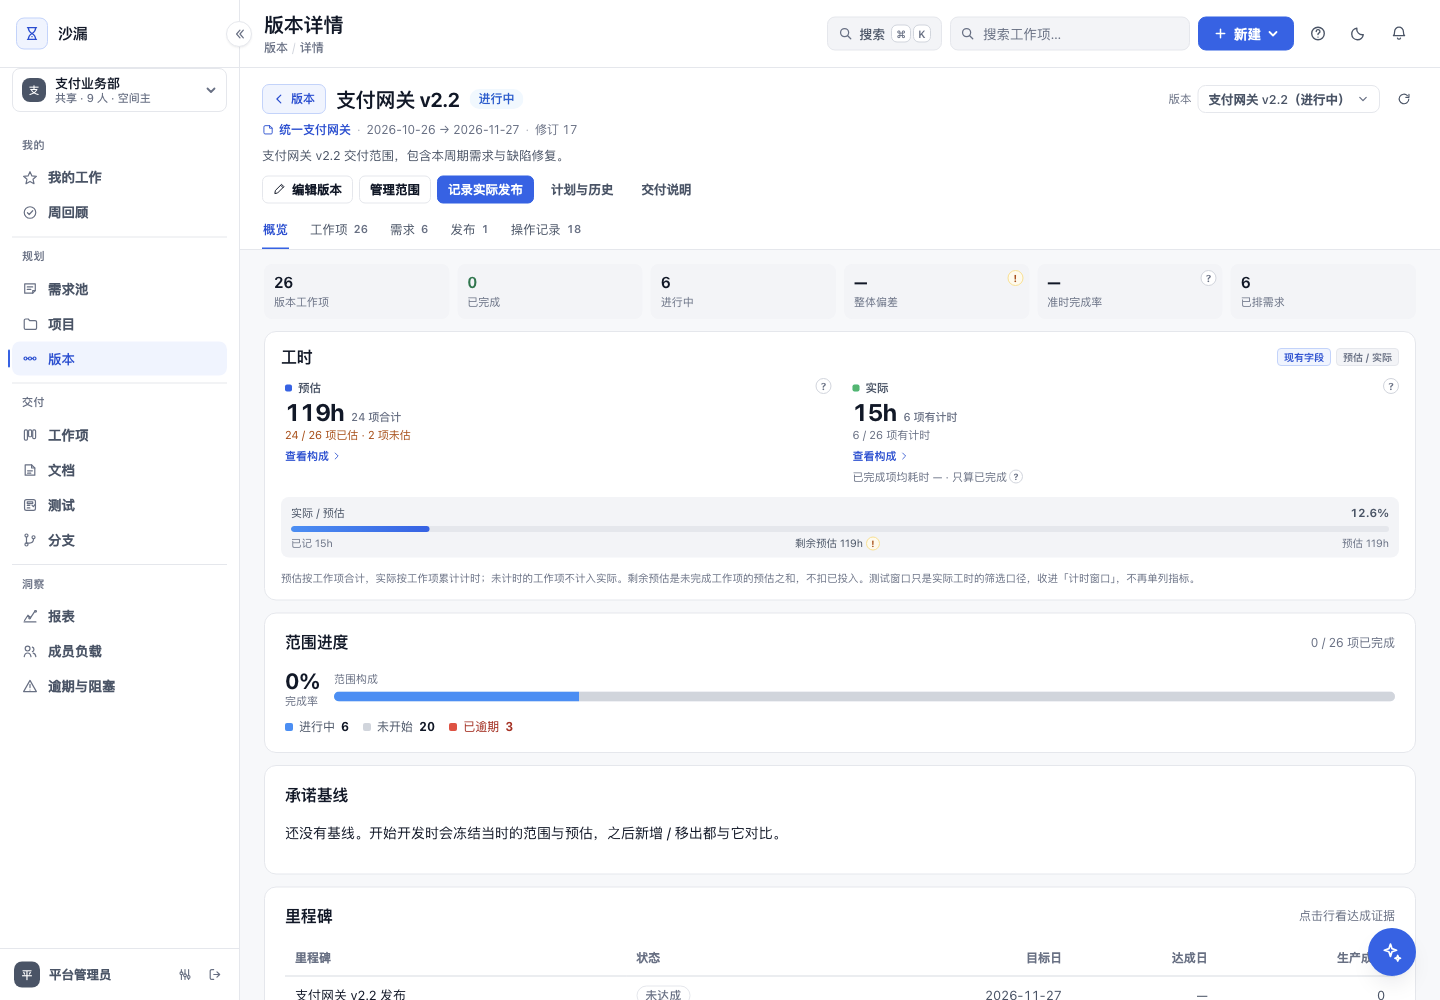 沙漏
版本详情
版本 / 详情
搜索 ⌘ K
搜索工作项...
新建
支 支付业务部
共享 · 9 人 · 空间主
我的
我的工作
周回顾
规划
需求池
项目
版本
交付
工作项
文档
测试
分支
洞察
报表
成员负载
逾期与阻塞
平 平台管理员
版本
支付网关 v2.2
进行中
版本 支付网关 v2.2（进行中）
统一支付网关 · 2026-10-26 → 2026-11-27 · 修订 17
支付网关 v2.2 交付范围，包含本周期需求与缺陷修复。
编辑版本 管理范围 记录实际发布 计划与历史 交付说明
概览 工作项 26 需求 6 发布 1 操作记录 18
26
版本工作项
0
已完成
6
进行中
— !
整体偏差
— ?
准时完成率
6
已排需求
工时
现有字段 预估 / 实际
预估 ?
119h 24 项合计
24 / 26 项已估 · 2 项未估
查看构成
实际 ?
15h 6 项有计时
6 / 26 项有计时
查看构成
已完成项均耗时 — · 只算已完成 ?
实际 / 预估 12.6%
已记 15h 剩余预估 119h ! 预估 119h
预估按工作项合计，实际按工作项累计计时；未计时的工作项不计入实际。剩余预估是未完成工作项的预估之和，不扣已投入。测试窗口只是实际工时的筛选口径，收进「计时窗口」，不再单列指标。
范围进度 0 / 26 项已完成
0%
完成率
范围构成
进行中 6 未开始 20 已逾期 3
承诺基线
还没有基线。开始开发时会冻结当时的范围与预估，之后新增 / 移出都与它对比。
里程碑 点击行看达成证据
里程碑 状态 目标日 达成日 生产
支付网关 v2.2 发布 未达成 2026-11-27 — 0